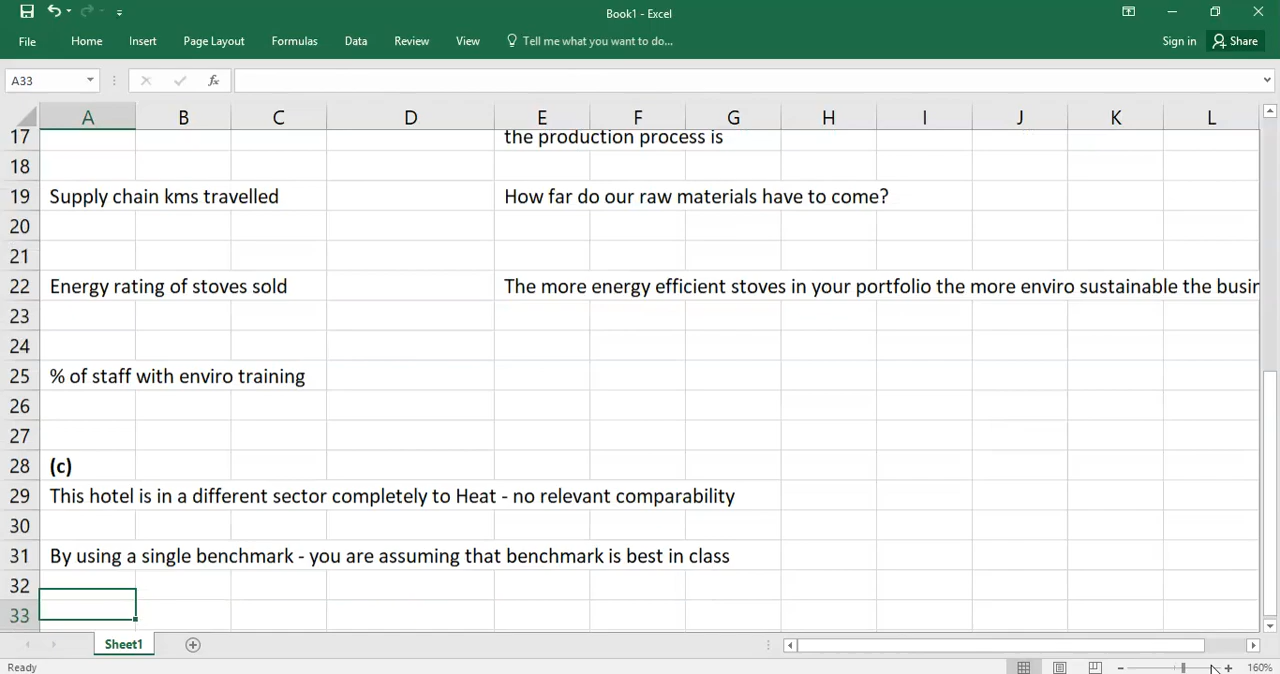 Book1 - Excel
File Home Insert Page Layout Formulas Data Review View Tell me what you want to do... Sign in Share
A33 fx
A B C D E F G H I J K L
17 the production process is
18
19 Supply chain kms travelled How far do our raw materials have to come?
20
21
22 Energy rating of stoves sold The more energy efficient stoves in your portfolio the more enviro sustainable the busin
23
24
25 % of staff with enviro training
26
27
28 (c)
29 This hotel is in a different sector completely to Heat - no relevant comparability
30
31 By using a single benchmark - you are assuming that benchmark is best in class
32
33
Sheet1
Ready 160%